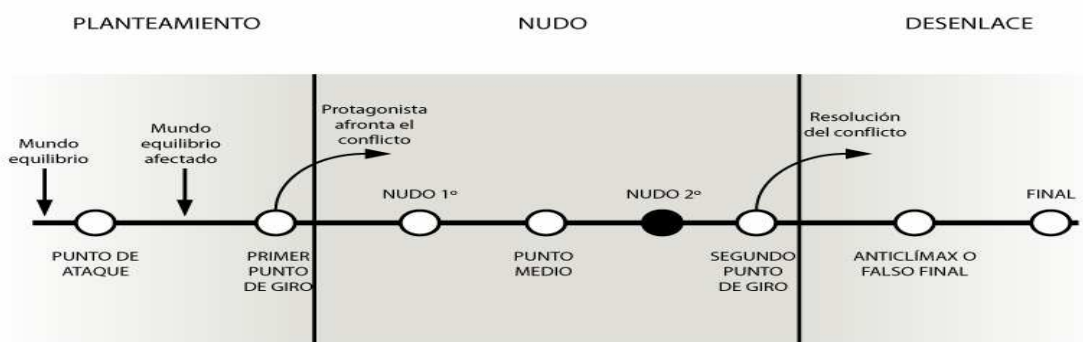 PLANTEAMIENTO
NUDO
DESENLACE
Mundo
equilibrio
Mundo
equilibrio
afectado
Protagonista
afronta el
conflicto
Resolución
del conflicto
NUDO 1º
NUDO 2º
FINAL
PUNTO DE
ATAQUE
PRIMER
PUNTO
DE GIRO
PUNTO
MEDIO
SEGUNDO
PUNTO
DE GIRO
ANTICLÍMAX O
FALSO FINAL